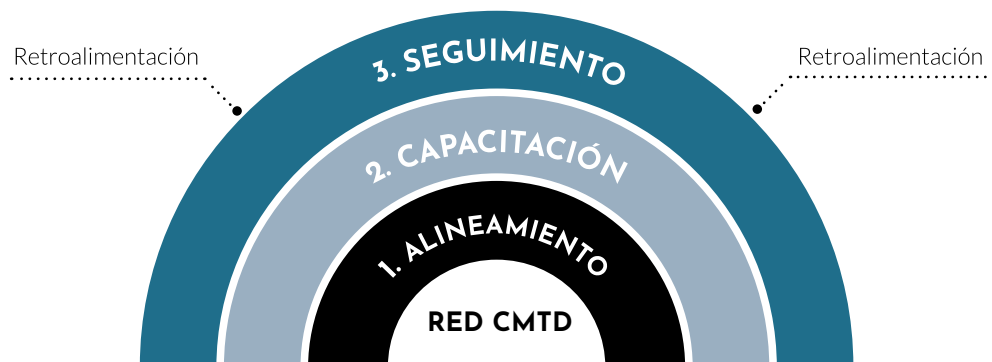 Retroalimentación
Retroalimentación
3. SEGUIMIENTO
2. CAPACITACIÓN
1. ALINEAMIENTO
RED CMTD